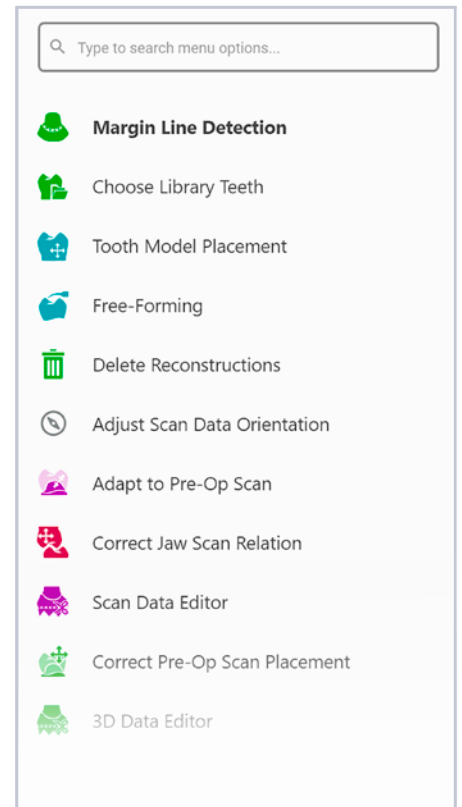 Type to search menu options...
Margin Line Detection
Choose Library Teeth
Tooth Model Placement
Free-Forming
Delete Reconstructions
Adjust Scan Data Orientation
Adapt to Pre-Op Scan
Correct Jaw Scan Relation
Scan Data Editor
Correct Pre-Op Scan Placement
3D Data Editor